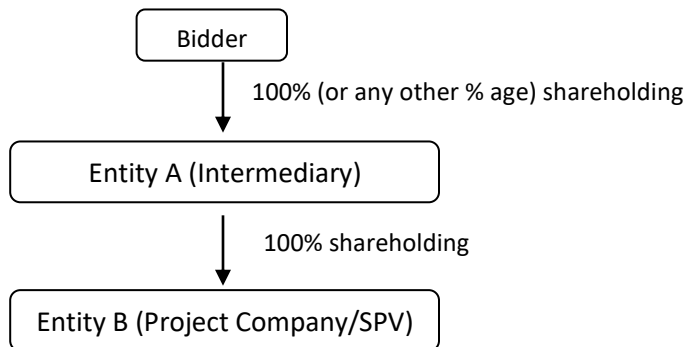 Bidder
100% (or any other % age) shareholding
Entity A (Intermediary)
100% shareholding
Entity B (Project Company/SPV)